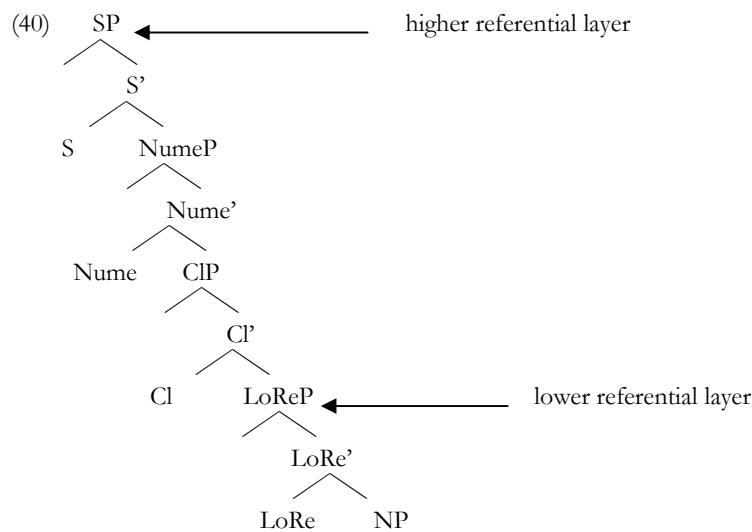 (40) SP higher referential layer
S’
S NumeP
Nume’
Nume ClP
Cl’
Cl LoReP lower referential layer
LoRe’
LoRe NP